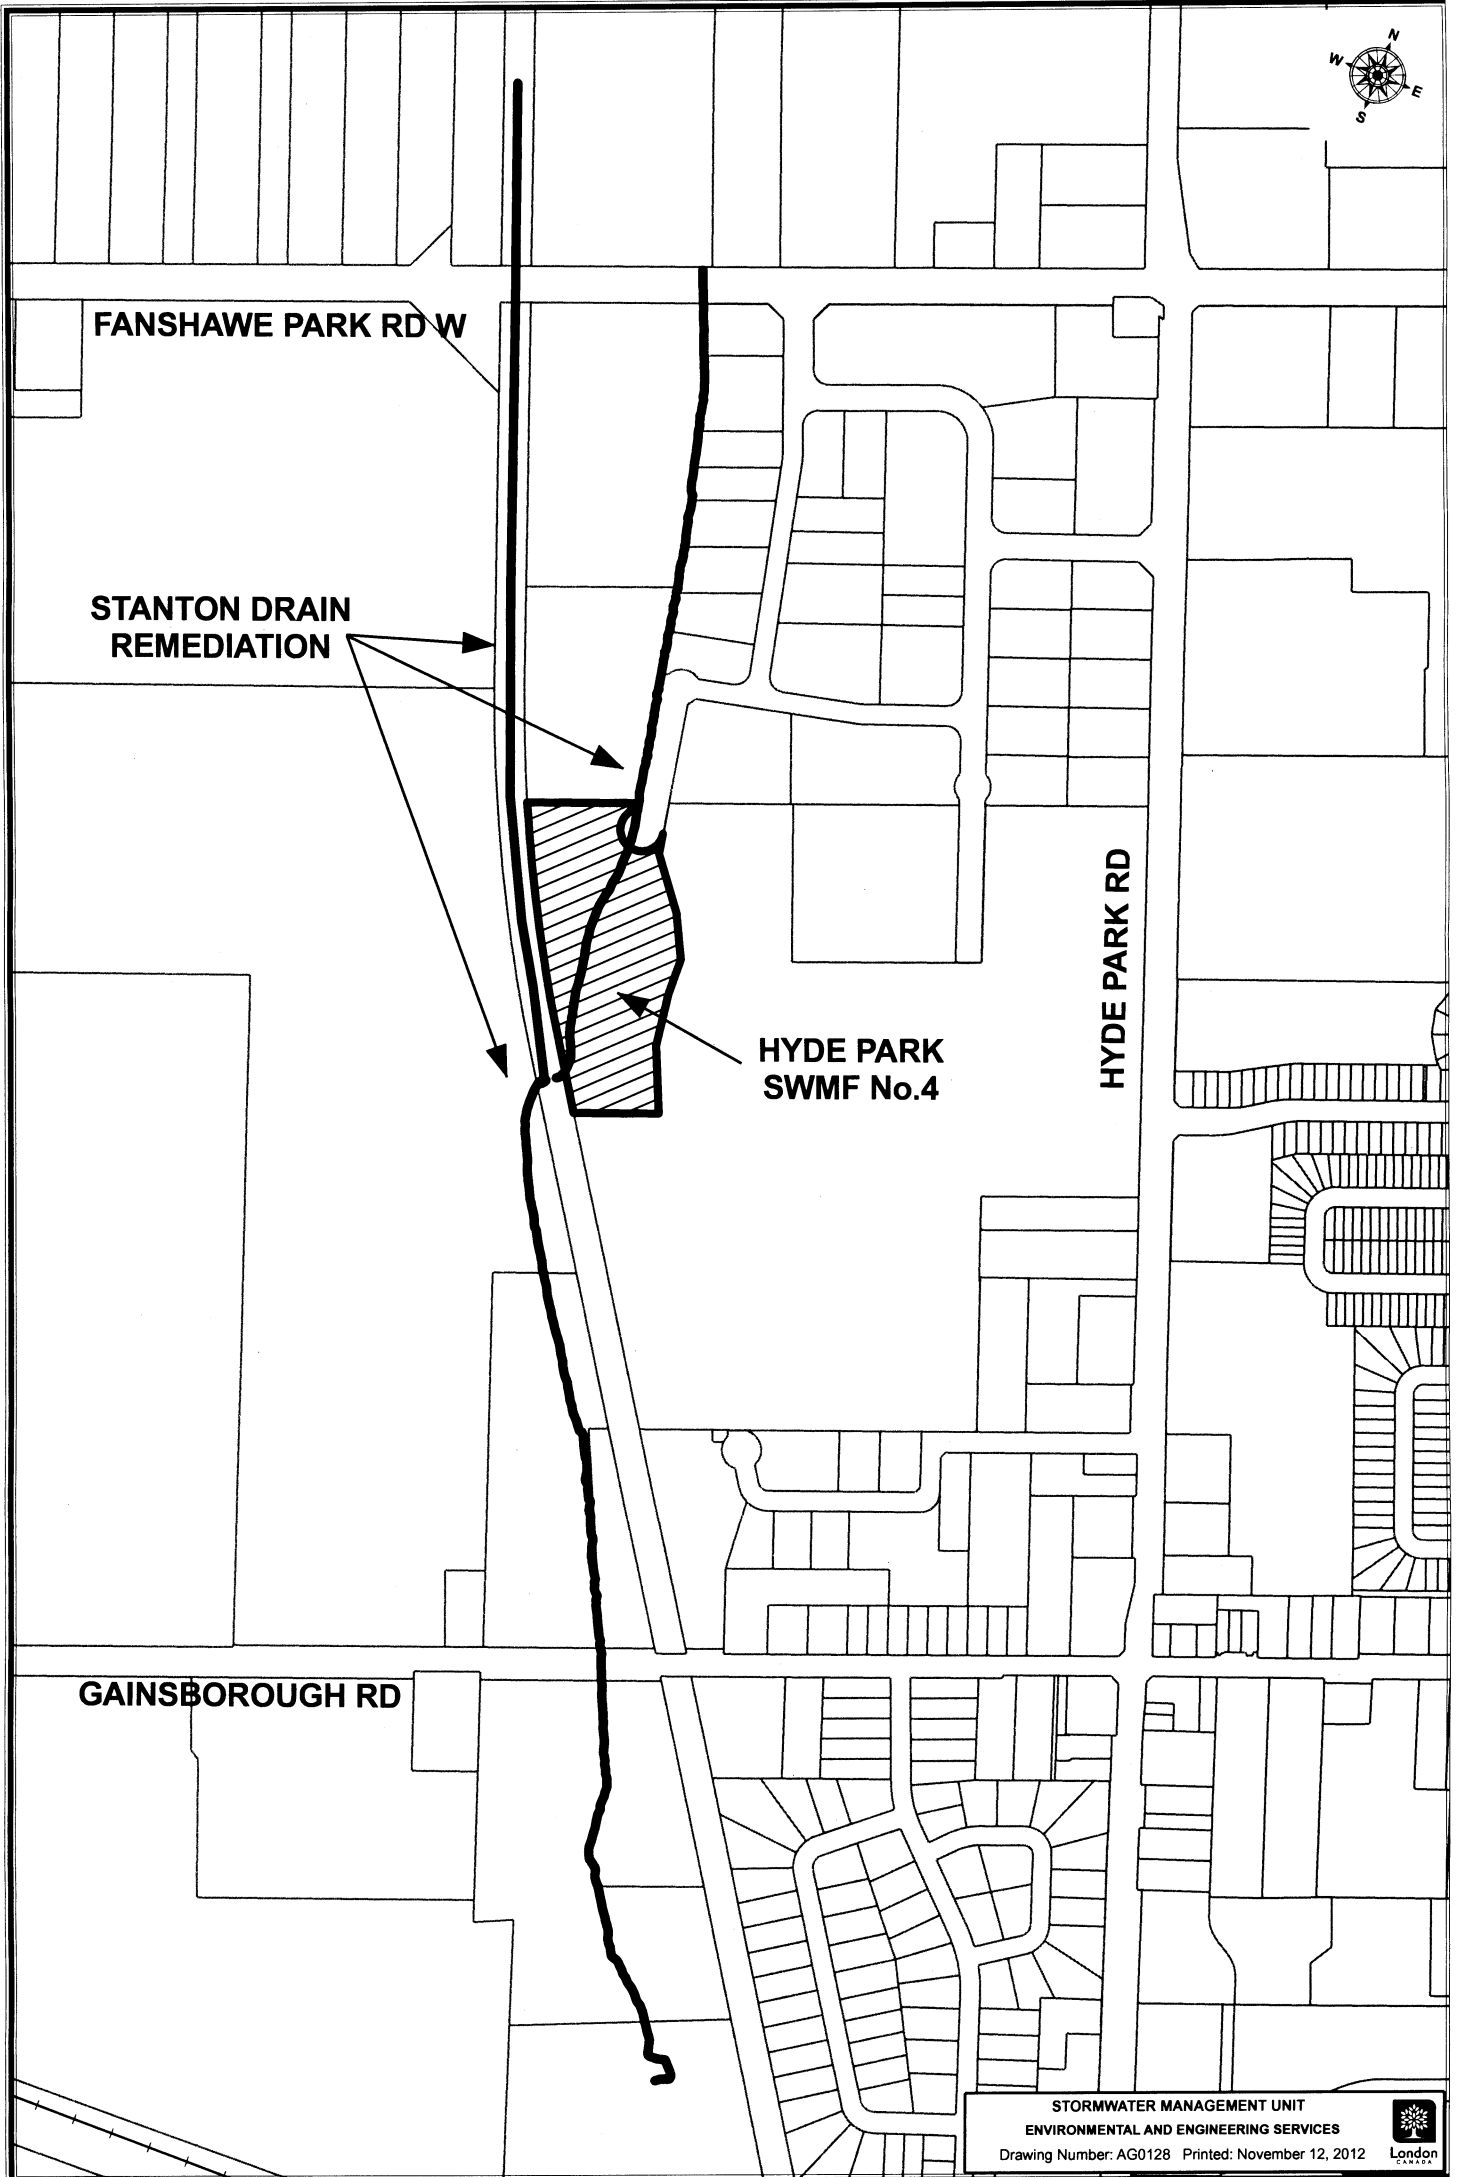 N
W
E
S
FANSHAWE PARK RD W
STANTON DRAIN
REMEDIATION
HYDE PARK RD
HYDE PARK
SWMF No.4
GAINSBOROUGH RD
STORMWATER MANAGEMENT UNIT
ENVIRONMENTAL AND ENGINEERING SERVICES
Drawing Number: AG0128 Printed: November 12, 2012
London
CANADA